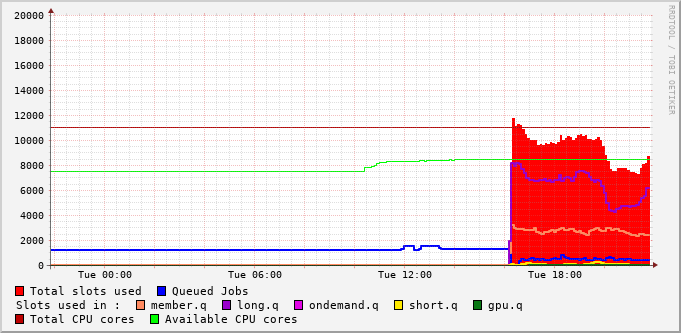 20000
18000
16000
14000
12000
10000
8000
6000
4000
2000
0
Tue 00:00 Tue 06:00 Tue 12:00 Tue 18:00
Total slots used Queued Jobs
Slots used in : member.q long.q ondemand.q short.q gpu.q
Total CPU cores Available CPU cores
RRDTOOL / TOBI OETIKER